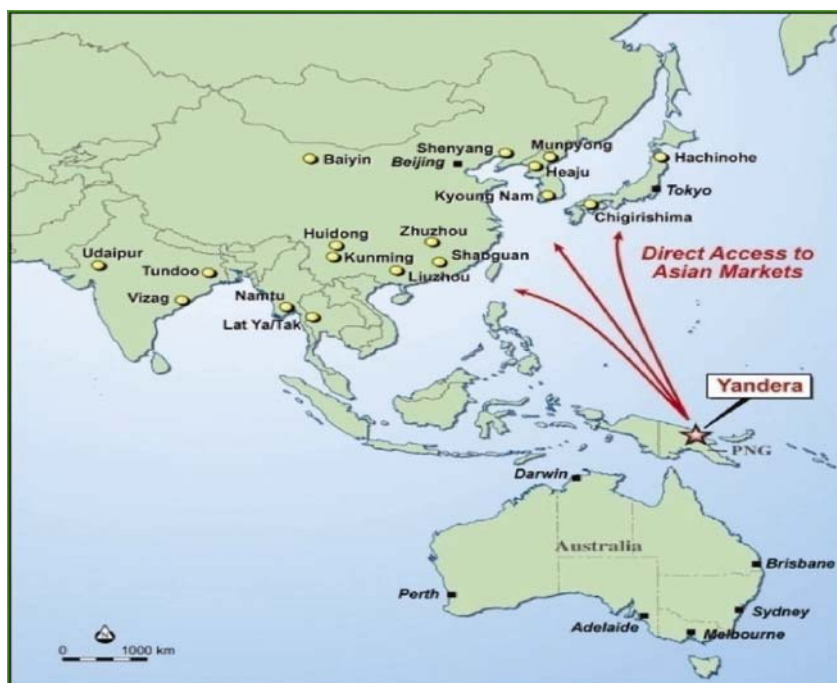 Shenyang
Munpyong
Baiyin
Beijing
Heaju
Hachinohe
Kyoung Nam
Tokyo
Chigirishima
Huidong
Zhuzhou
Udaipur
Kunming
Shaoguan
Tundoo
Liuzhou
Direct Access to
Asian Markets
Vizag
Namtu
Lat Ya/Tak
Yandera
PNG
Darwin
Australia
Brisbane
Perth
Sydney
Adelaide
Melbourne
0 1000 km